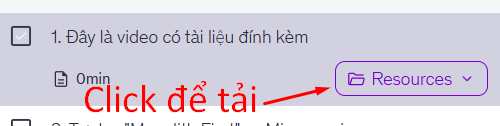 1. Đây là video có tài liệu đính kèm
0min
Resources
Click để tải